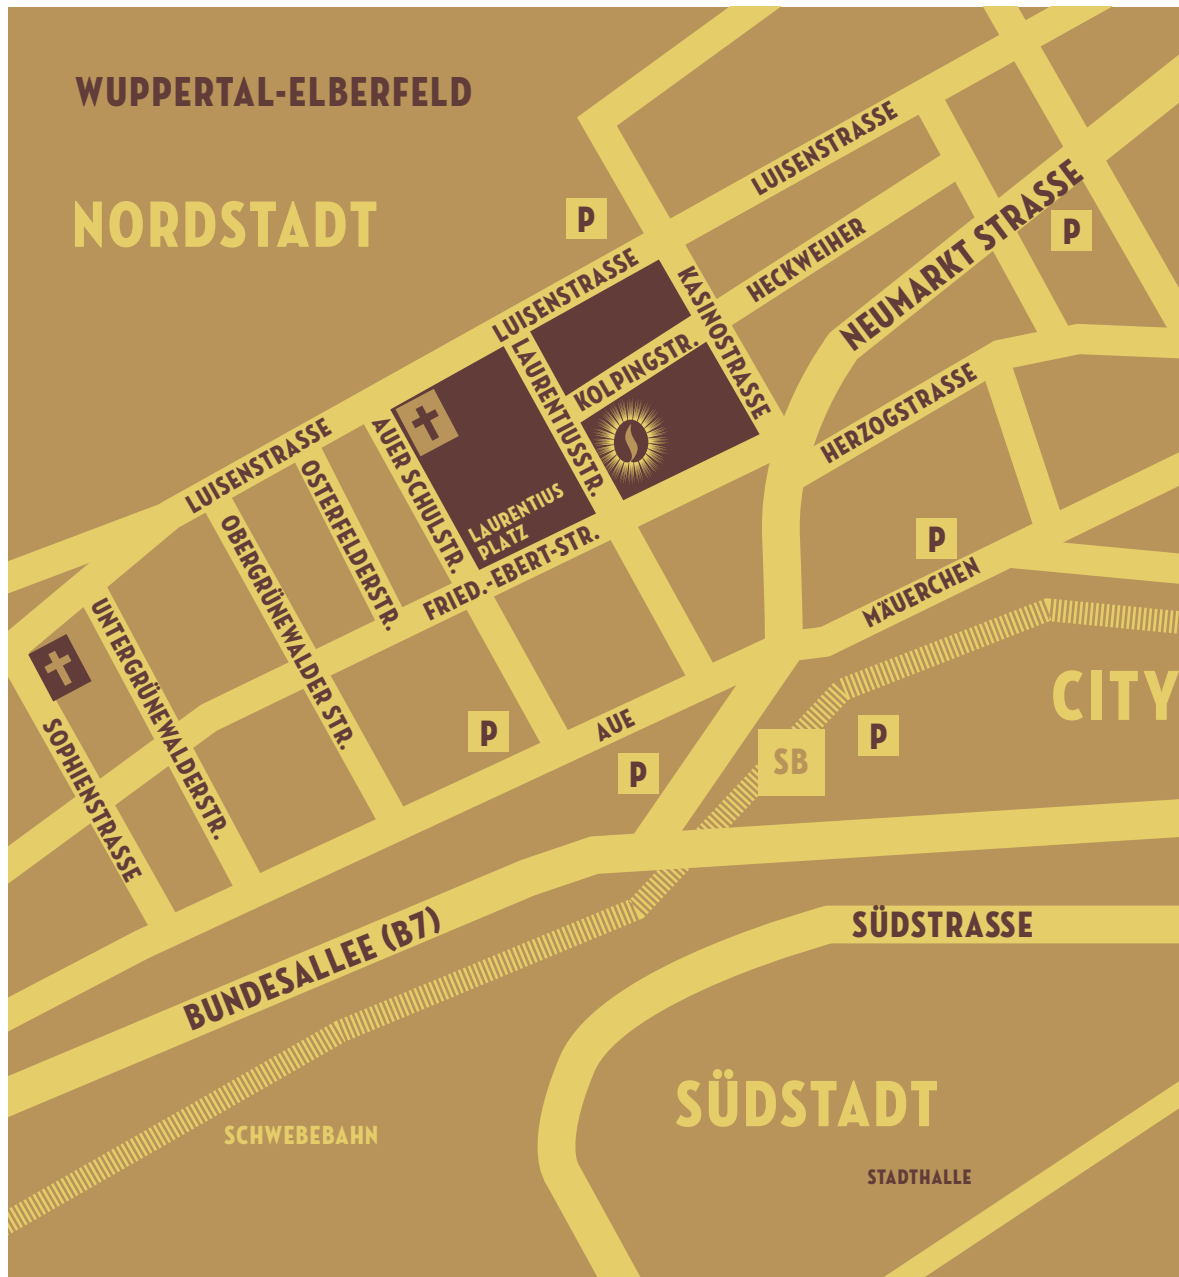 WUPPERTAL-ELBERFELD
NORDSTADT
P
LUISENSTRASSE
HECKWEIHER
NEUMARKT STRASSE
P
LUISENSTRASSE
KASINOSTRASSE
LAURENTIUSSTR.
KOLPINGSTR.
HERZOGSTRASSE
LUISENSTRASSE
AUER SCHULSTR.
OSTERFELDERSTR.
OBERGRÜNEWALDER STR.
LAURENTIUS
PLATZ
FRIED.-EBERT-STR.
P
MÄUERCHEN
UNTERGRÜNEWALDERSTR.
SOPHIENSTRASSE
CITY
P
AUE
P
SB
P
BUNDESALLEE (B7)
SÜDSTRASSE
SÜDSTADT
SCHWEBEBAHN
STADTHALLE